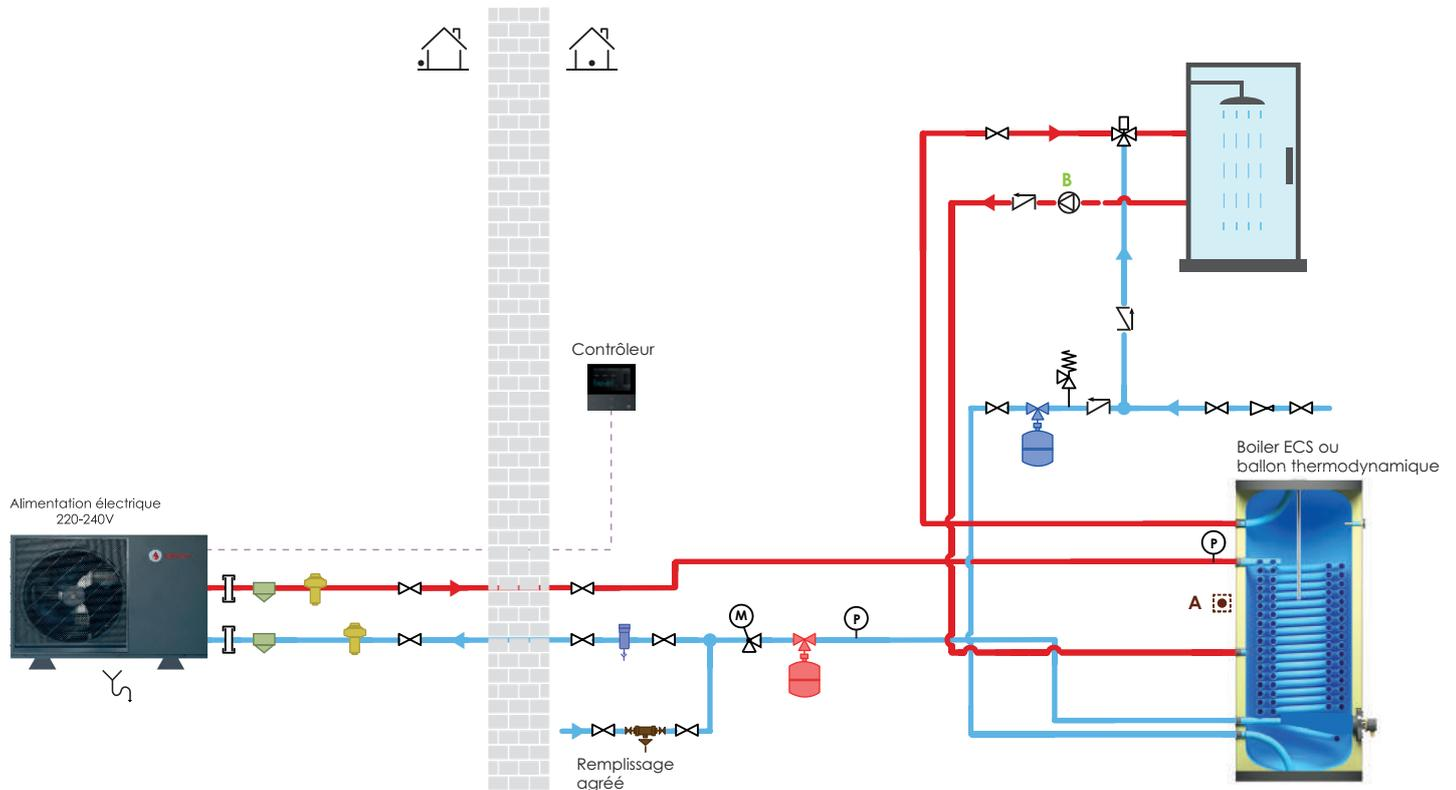 B
Contrôleur
Boiler ECS ou
ballon thermodynamique
Alimentation électrique
220-240V
P
A
M
P
Remplissage
agréé